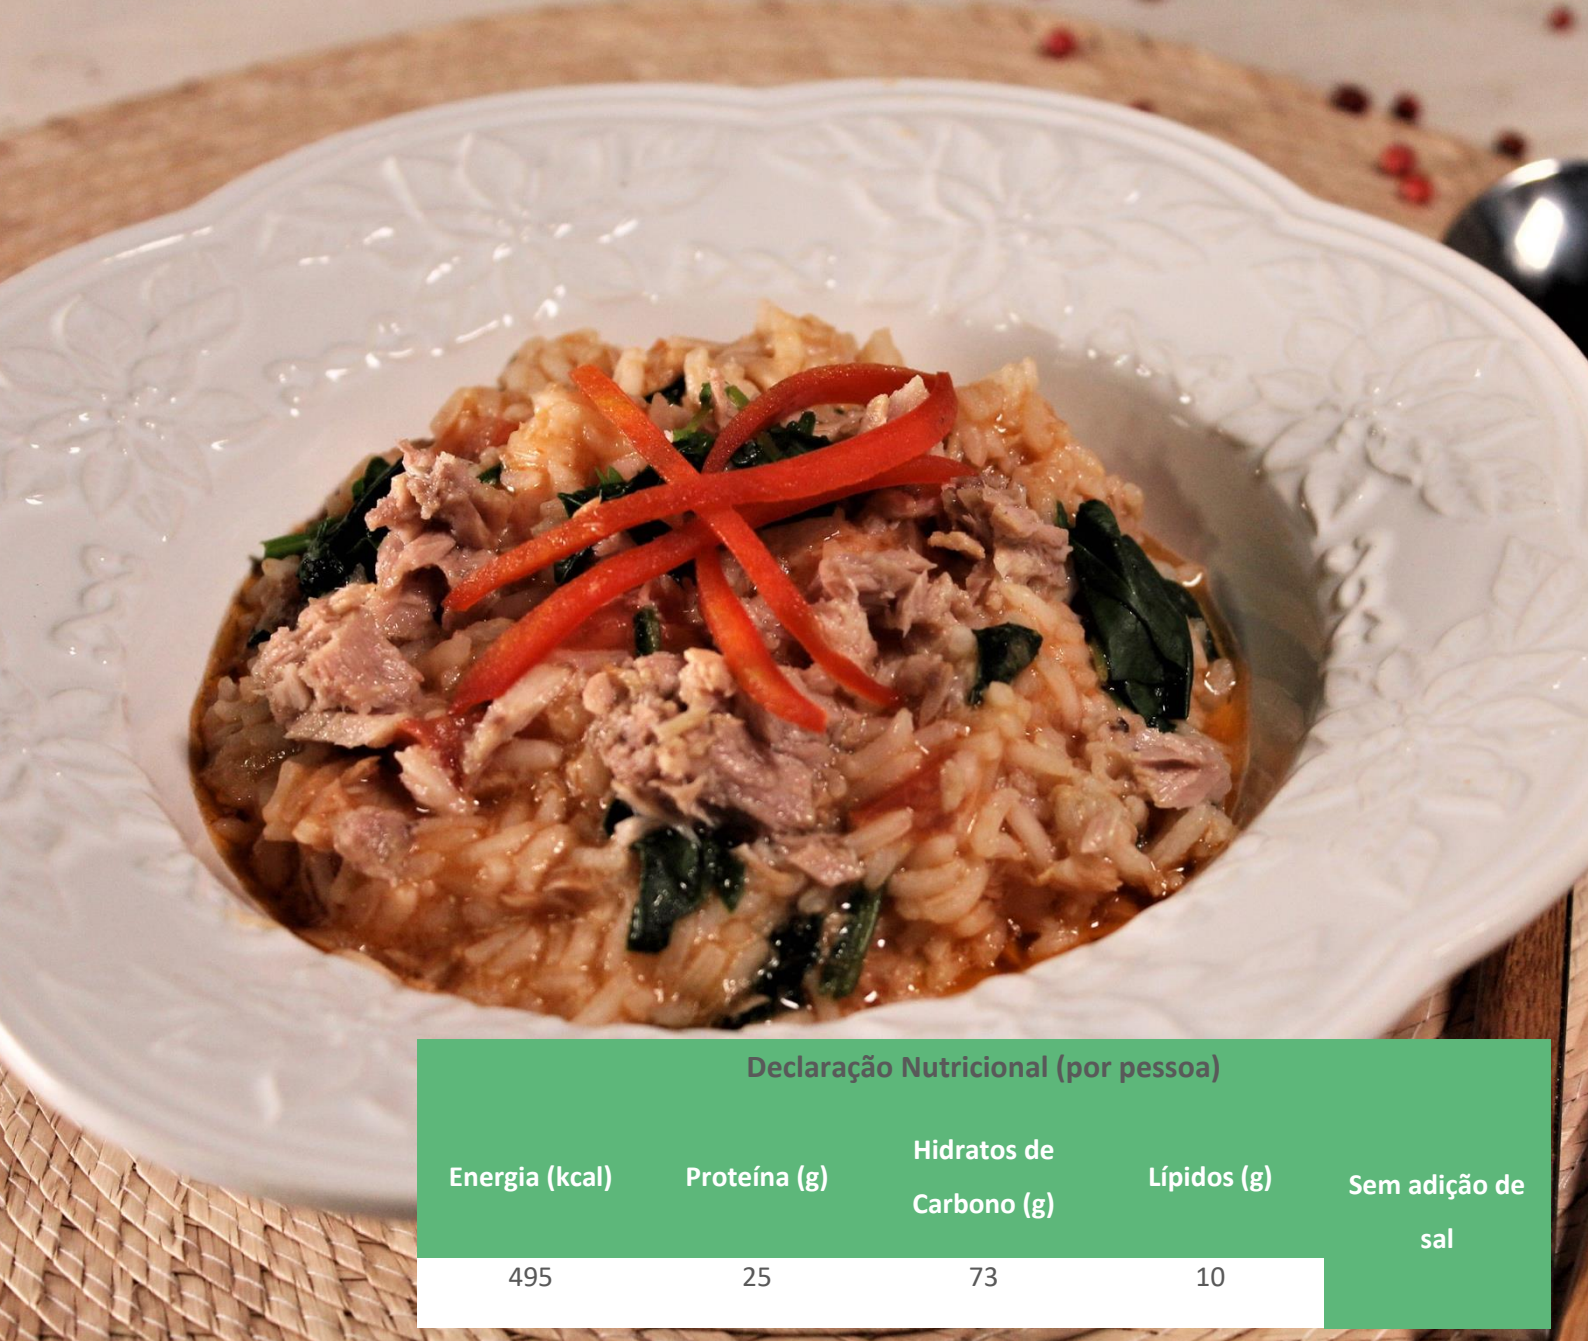 Declaração Nutricional (por pessoa)
Energia (kcal)
Proteína (g)
Hidratos de
Carbono (g)
Lípidos (g)
Sem adição de
sal
495
25
73
10